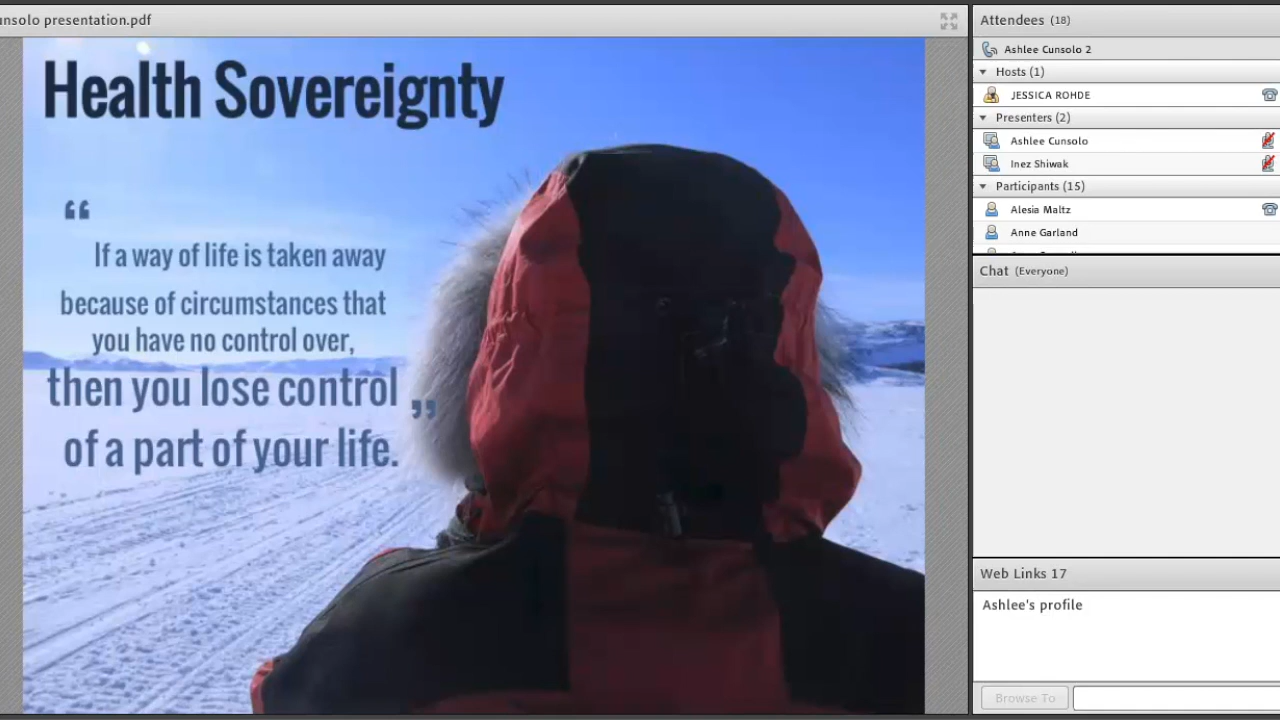 unsolo presentation.pdf
Health Sovereignty
“
If a way of life is taken away
because of circumstances that
you have no control over,
then you lose control
of a part of your life.
”
Attendees (18)
Ashlee Cunsolo 2
Hosts (1)
JESSICA ROHDE
Presenters (2)
Ashlee Cunsolo
Inez Shiwak
Participants (15)
Alesia Maltz
Anne Garland
Chat (Everyone)
Web Links 17
Ashlee's profile
Browse To